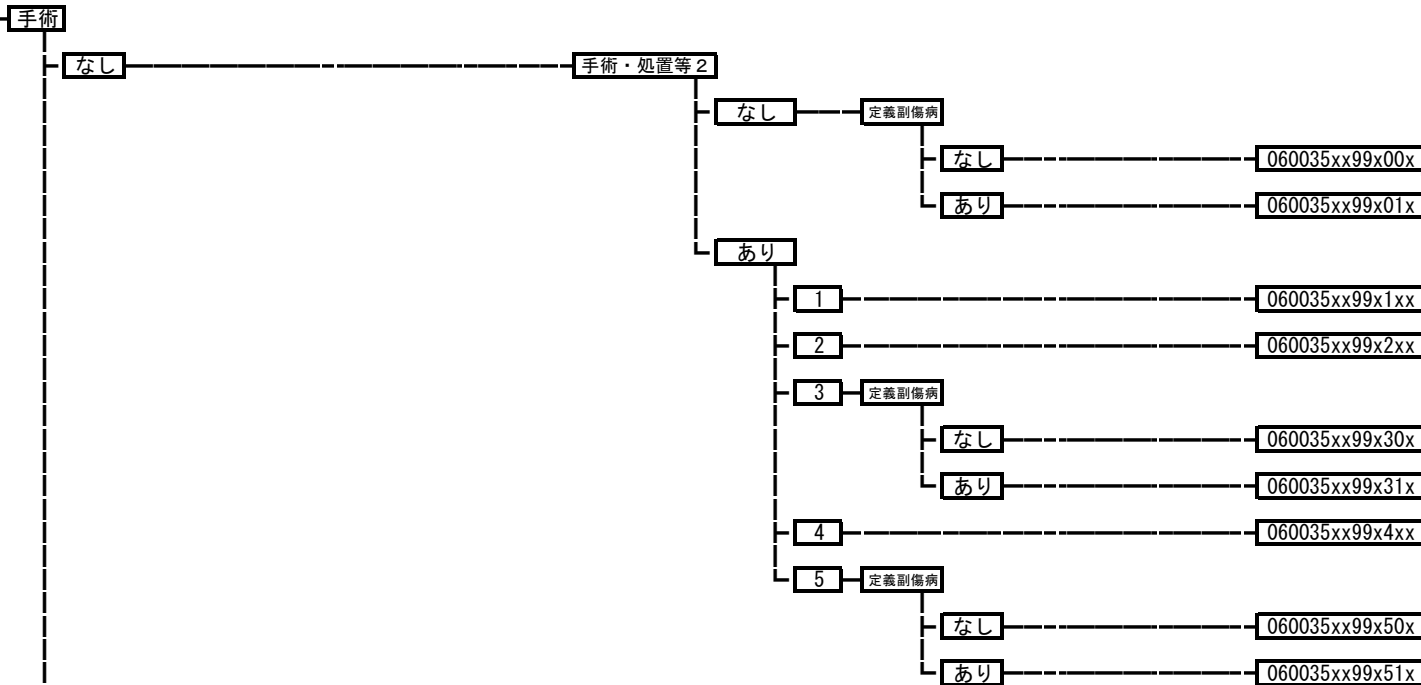 手術
なし 手術・処置等２
なし 定義副傷病
なし 060035xx99x00x
あり 060035xx99x01x
あり
1 060035xx99x1xx
2 060035xx99x2xx
3 定義副傷病
なし 060035xx99x30x
あり 060035xx99x31x
4 060035xx99x4xx
5 定義副傷病
なし 060035xx99x50x
あり 060035xx99x51x